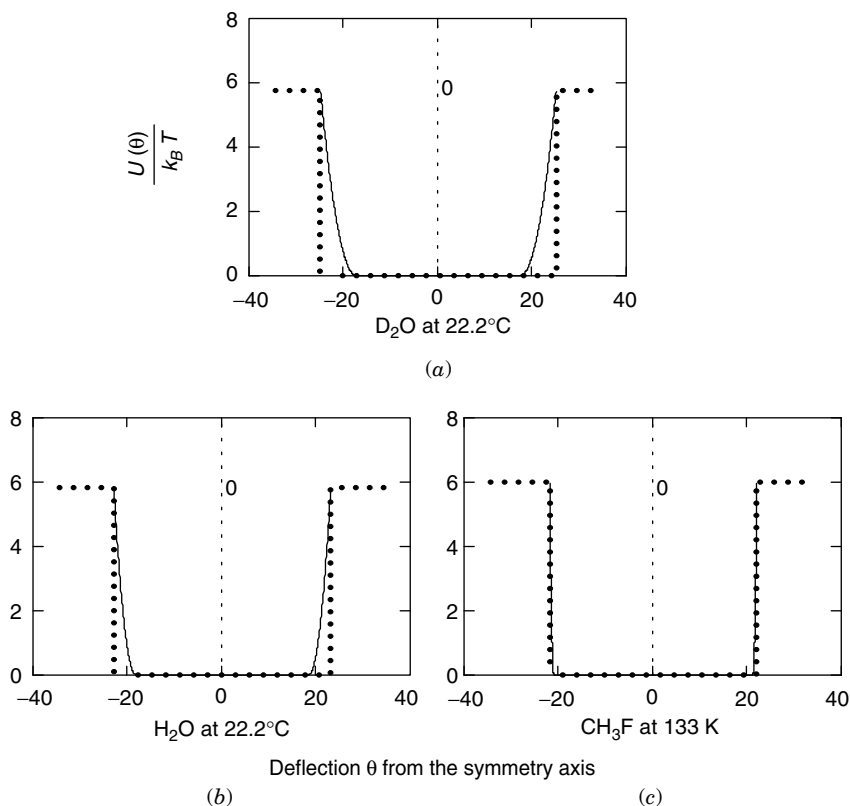 8
6
4
2
0
U (θ)
k_B T
0
−40 −20 0 20 40
D₂O at 22.2°C
(a)
8
6
4
2
0
0
−40 −20 0 20 40
H₂O at 22.2°C
8
6
4
2
0
0
−40 −20 0 20 40
CH₃F at 133 K
Deflection θ from the symmetry axis
(b) (c)